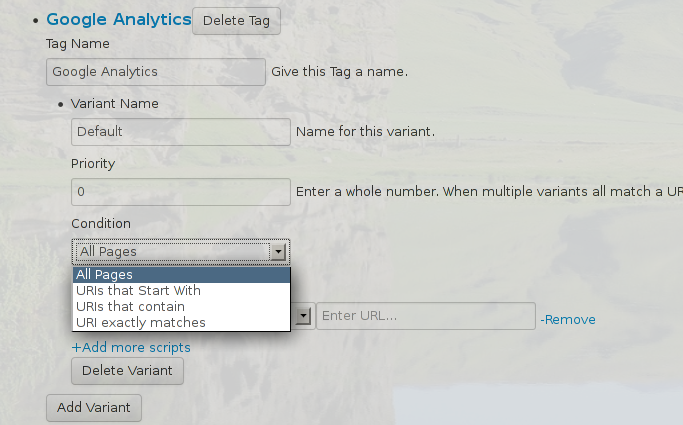 Google Analytics Delete Tag
Tag Name
Google Analytics Give this Tag a name.
Variant Name
Default Name for this variant.
Priority
0 Enter a whole number. When multiple variants all match a
Condition
All Pages
All Pages
URIs that Start With
URIs that contain
URI exactly matches
Enter URL... -Remove
+Add more scripts
Delete Variant
Add Variant